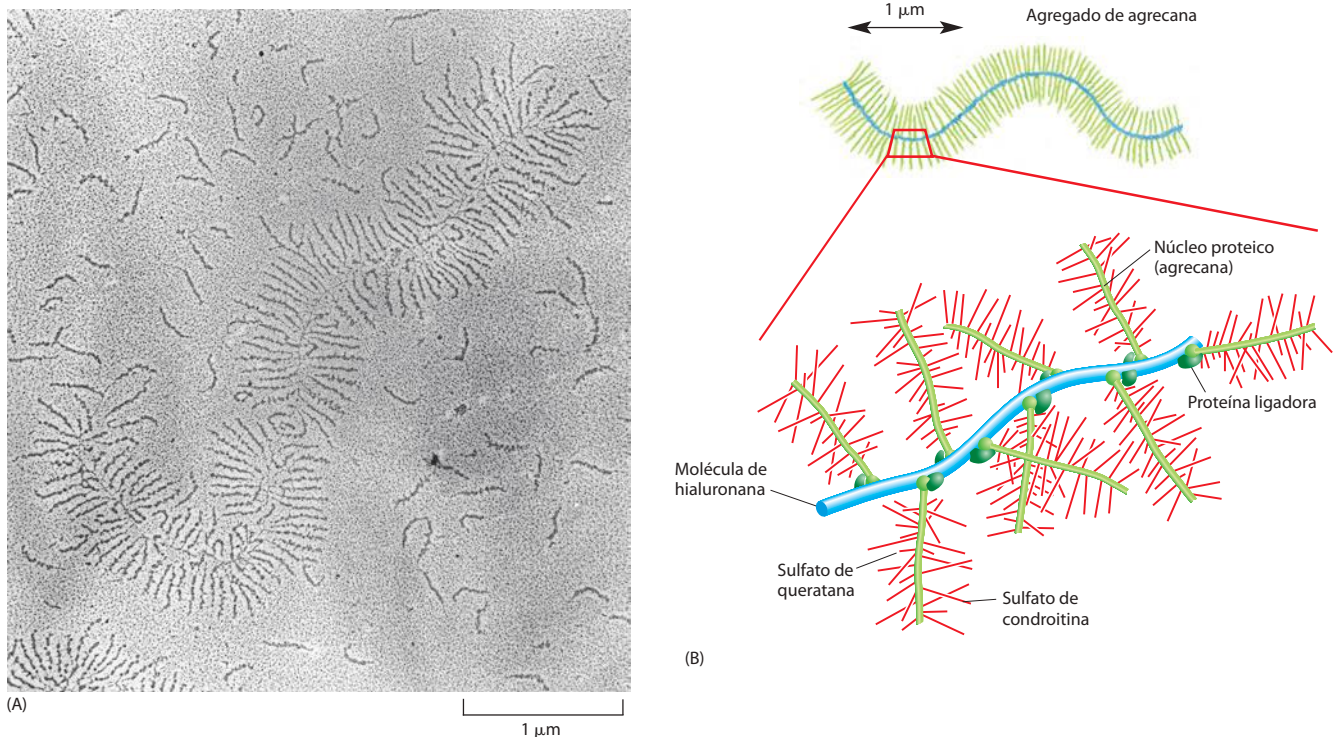 1 μm
Agregado de agrecana
Núcleo proteico
(agrecana)
Proteína ligadora
Molécula de
hialuronana
Sulfato de
queratana
Sulfato de
condroitina
(B)
(A)
1 μm